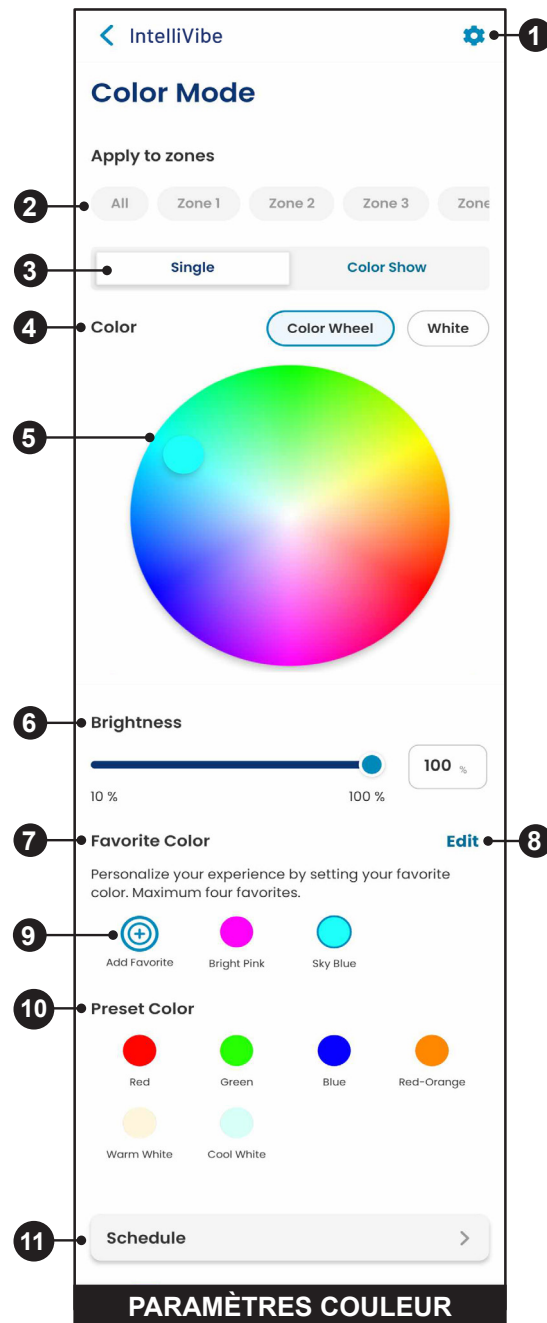 IntelliVibe
1
Color Mode
Apply to zones
2
All Zone 1 Zone 2 Zone 3 Zone
3
Single Color Show
4
Color Color Wheel White
5
6
Brightness
100 %
10 % 100 %
7
Favorite Color Edit
8
Personalize your experience by setting your favorite
color. Maximum four favorites.
9
Add Favorite Bright Pink Sky Blue
10
Preset Color
Red Green Blue Red-Orange
Warm White Cool White
11
Schedule
PARAMÈTRES COULEUR